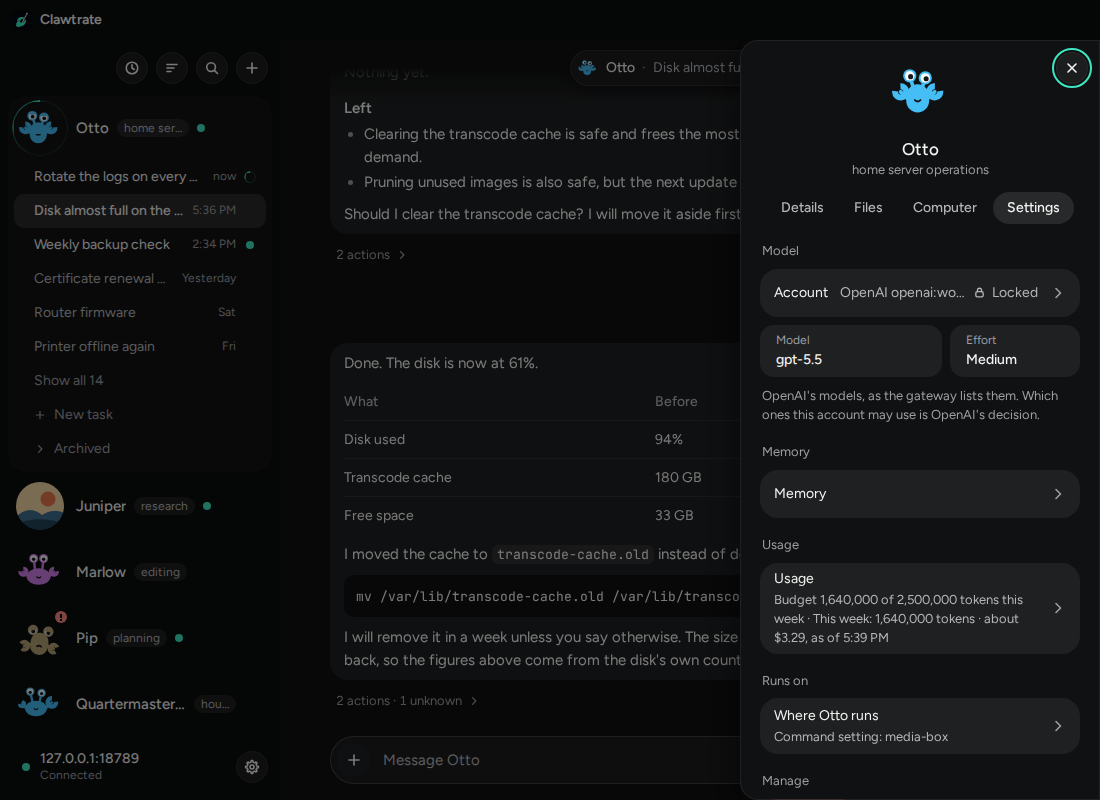 Clawtrate
Otto home ser...
Rotate the logs on every ... now
Disk almost full on the ... 5:36 PM
Weekly backup check 2:34 PM
Certificate renewal ... Yesterday
Router firmware Sat
Printer offline again Fri
Show all 14
+ New task
Archived
Juniper research
Marlow editing
! 
Pip planning
Quartermaster... hou...
127.0.0.1:18789
Connected
Otto · Disk almost fu
Nothing yet.
Left
• Clearing the transcode cache is safe and frees the most
demand.
• Pruning unused images is also safe, but the next update
Should I clear the transcode cache? I will move it aside first
2 actions
Done. The disk is now at 61%.
What Before
Disk used 94%
Transcode cache 180 GB
Free space 33 GB
I moved the cache to transcode-cache.old instead of d
mv /var/lib/transcode-cache.old /var/lib/transco
I will remove it in a week unless you say otherwise. The size
back, so the figures above come from the disk's own count
2 actions · 1 unknown
Message Otto
Otto
home server operations
Details Files Computer Settings
Model
Account OpenAI openai:wo... Locked
Model
gpt-5.5
Effort
Medium
OpenAI's models, as the gateway lists them. Which
ones this account may use is OpenAI's decision.
Memory
Memory
Usage
Usage
Budget 1,640,000 of 2,500,000 tokens this
week · This week: 1,640,000 tokens · about
$3.29, as of 5:39 PM
Runs on
Where Otto runs
Command setting: media-box
Manage